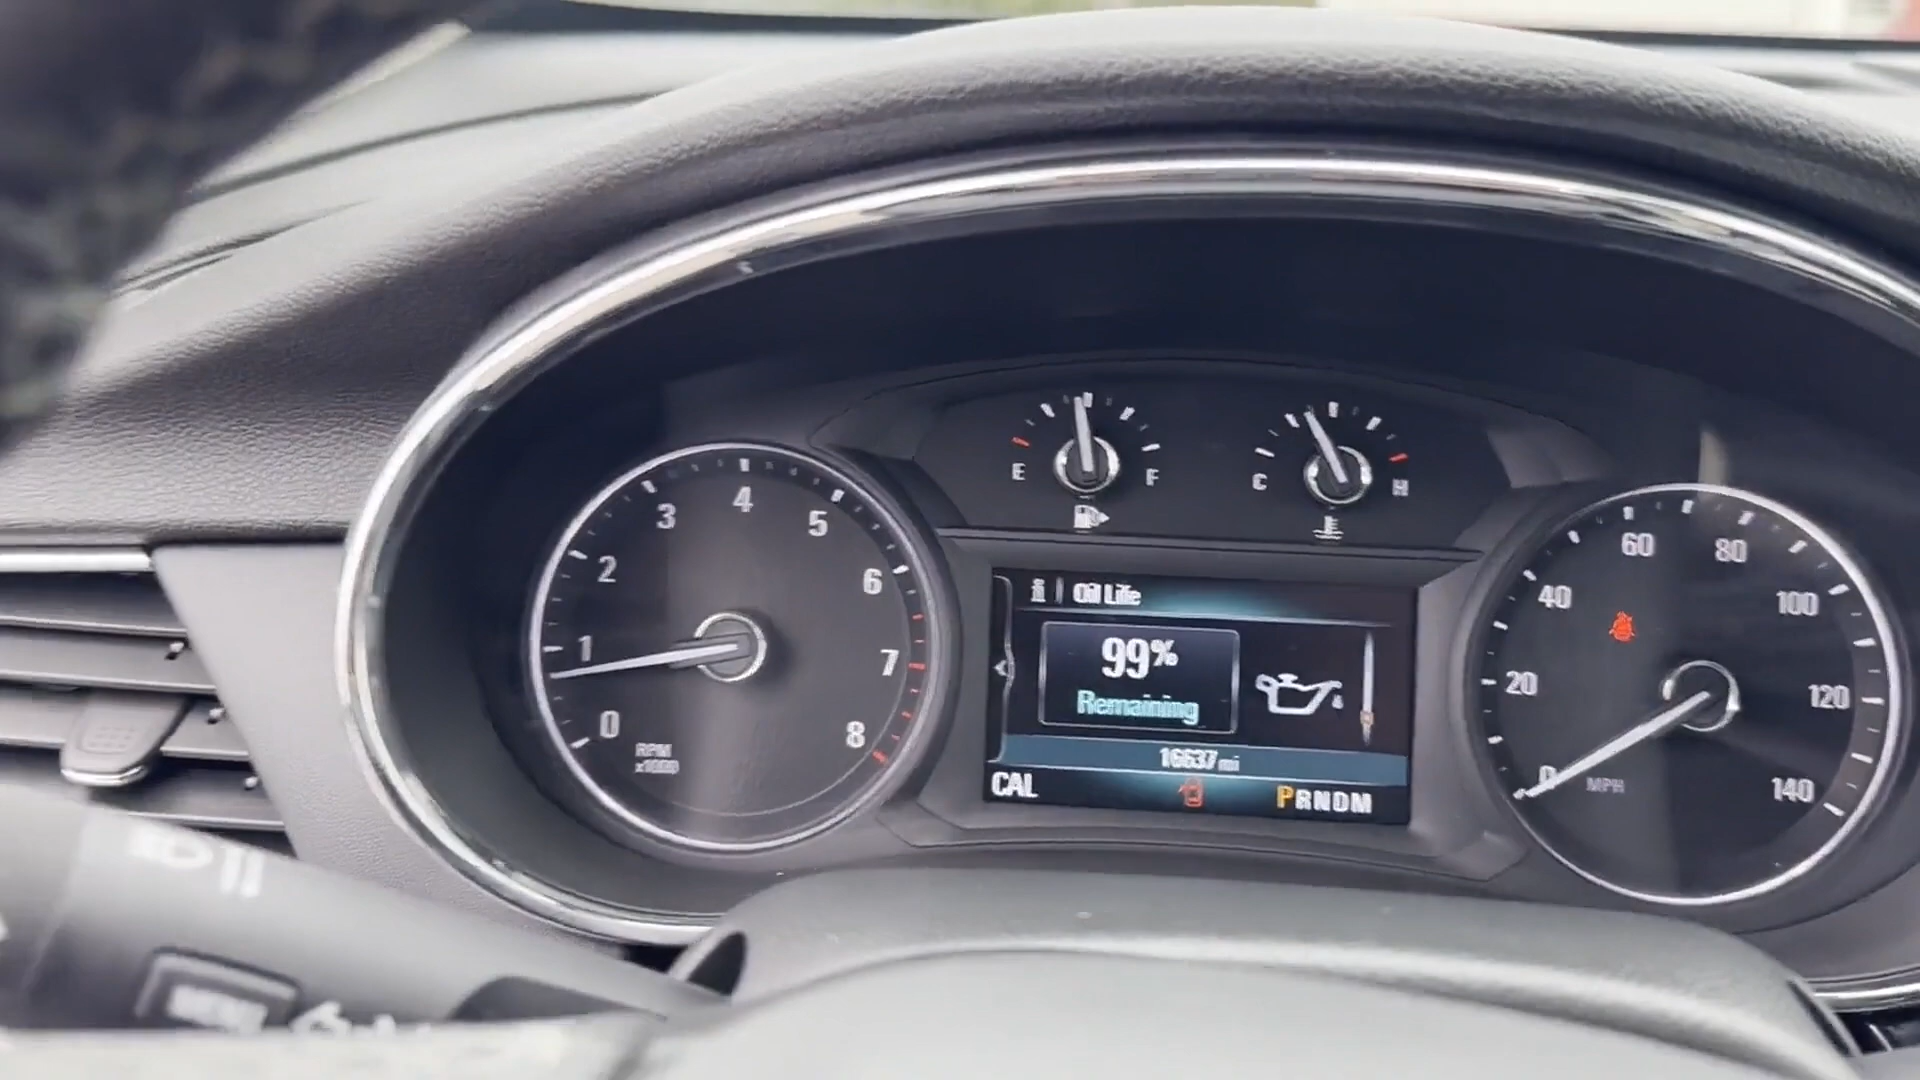 E F
C H
0 1 2 3 4 5 6 7 8
RPM
x1000
i Oil Life
99%
Remaining
16637 mi
CAL
PRNDM
0 20 40 60 80 100 120 140
MPH